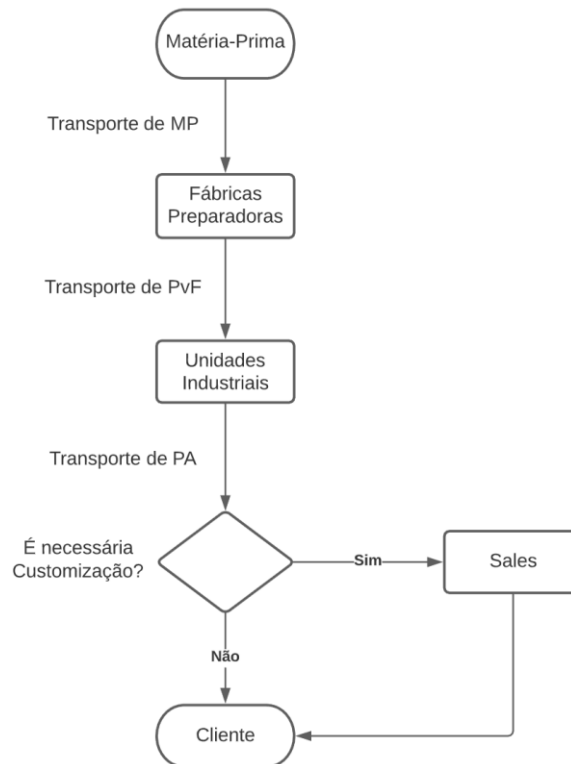 Matéria-Prima
Transporte de MP
Fábricas
Preparadoras
Transporte de PvF
Unidades
Industriais
Transporte de PA
É necessária
Customização?
Sim
Sales
Não
Cliente